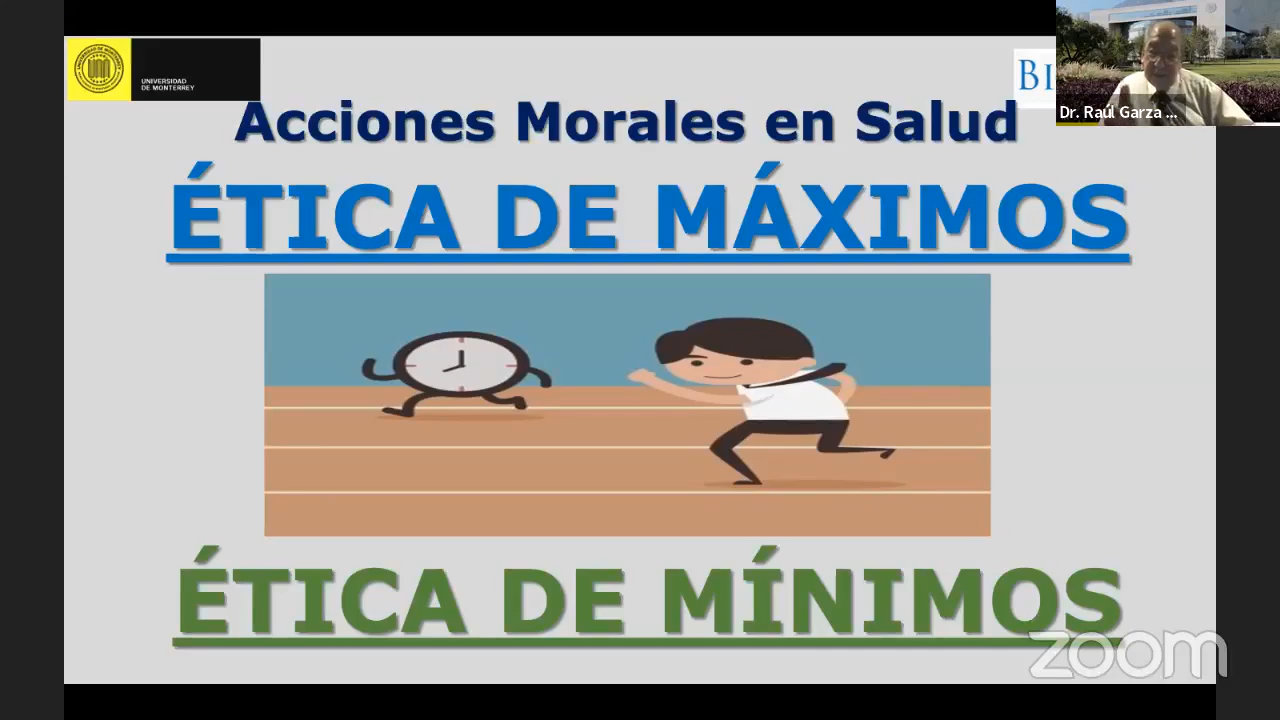 UNIVERSIDAD
DE MONTERREY
BI
Dr. Raúl Garza ...
Acciones Morales en Salud
ÉTICA DE MÁXIMOS
ÉTICA DE MÍNIMOS
zoom